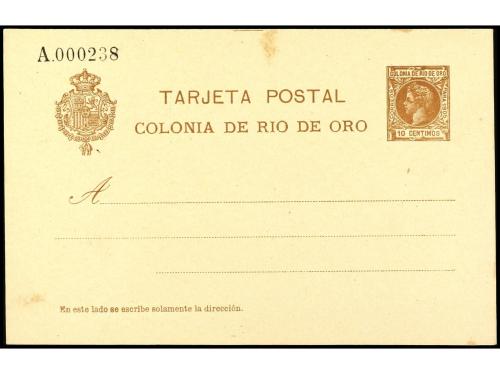 A.000238
COLONIA DE RIO DE ORO
10 CENTIMOS
TARJETA POSTAL
COLONIA DE RIO DE ORO
A
En este lado se escribe solamente la dirección.